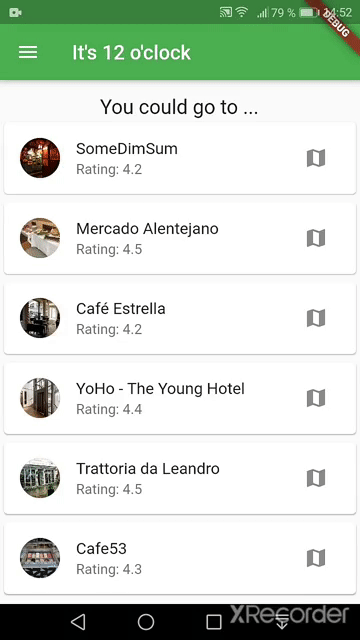 79 % 14:52
DEBUG
It's 12 o'clock
You could go to ...
SomeDimSum
Rating: 4.2
Mercado Alentejano
Rating: 4.5
Café Estrella
Rating: 4.2
YoHo - The Young Hotel
Rating: 4.4
Trattoria da Leandro
Rating: 4.5
Cafe53
Rating: 4.3
XRecorder